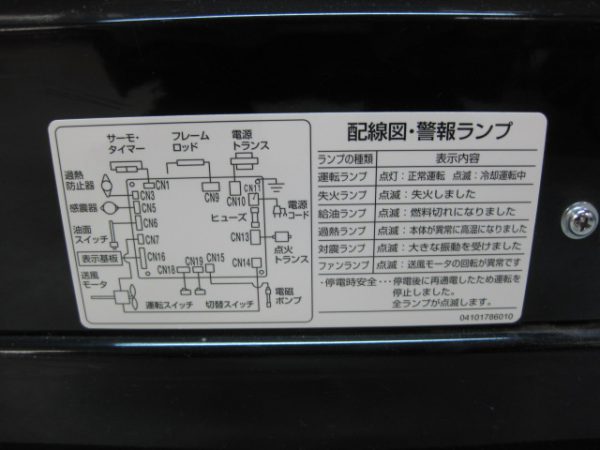 サーモ・
タイマー
フレーム
ロッド
電源
トランス
過熱
防止器
感震器
油面
スイッチ
表示基板
送風
モータ
CN1
CN3
CN5
CN6
CN7
CN16
CN9
CN10
CN11
ヒューズ
CN13
CN14
CN18
CN19
CN15
電源
コード
点火
トランス
運転スイッチ
切替スイッチ
電磁
ポンプ
配線図・警報ランプ
ランプの種類 表示内容
運転ランプ 点灯：正常運転 点滅：冷却運転中
失火ランプ 点滅：失火しました
給油ランプ 点滅：燃料切れになりました
過熱ランプ 点滅：本体が異常に高温になりました
対震ランプ 点滅：大きな振動を受けました
ファンランプ 点滅：送風モータの回転が異常です
・停電時安全・・・停電後に再通電したため運転を
停止しました。
全ランプが点滅します。
04101786010